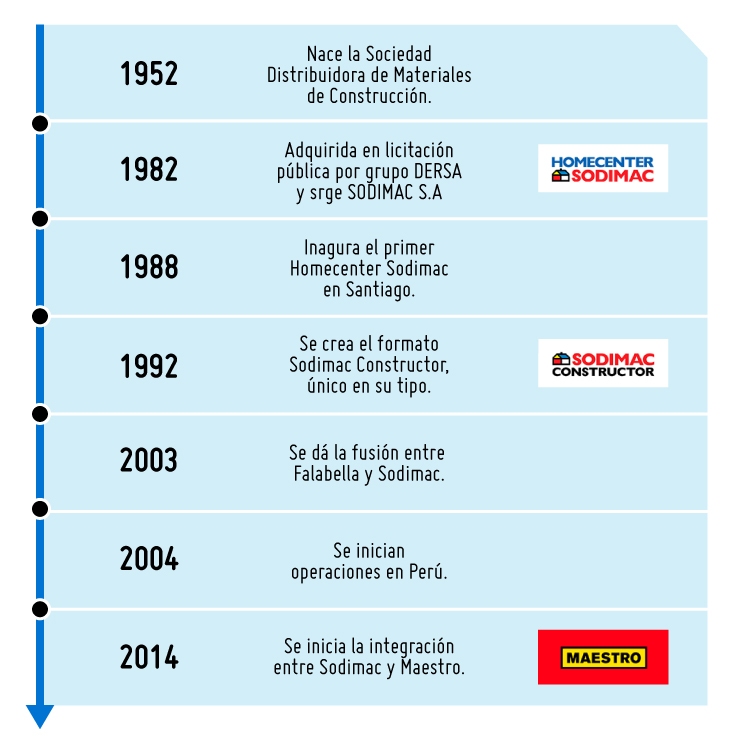 1952
Nace la Sociedad
Distribuidora de Materiales
de Construcción.
1982
Adquirida en licitación
pública por grupo DERSA
y srge SODIMAC S.A
HOMECENTER
SODIMAC
1988
Inagura el primer
Homecenter Sodimac
en Santiago.
1992
Se crea el formato
Sodimac Constructor,
único en su tipo.
SODIMAC
CONSTRUCTOR
2003
Se dá la fusión entre
Falabella y Sodimac.
2004
Se inician
operaciones en Perú.
2014
Se inicia la integración
entre Sodimac y Maestro.
MAESTRO